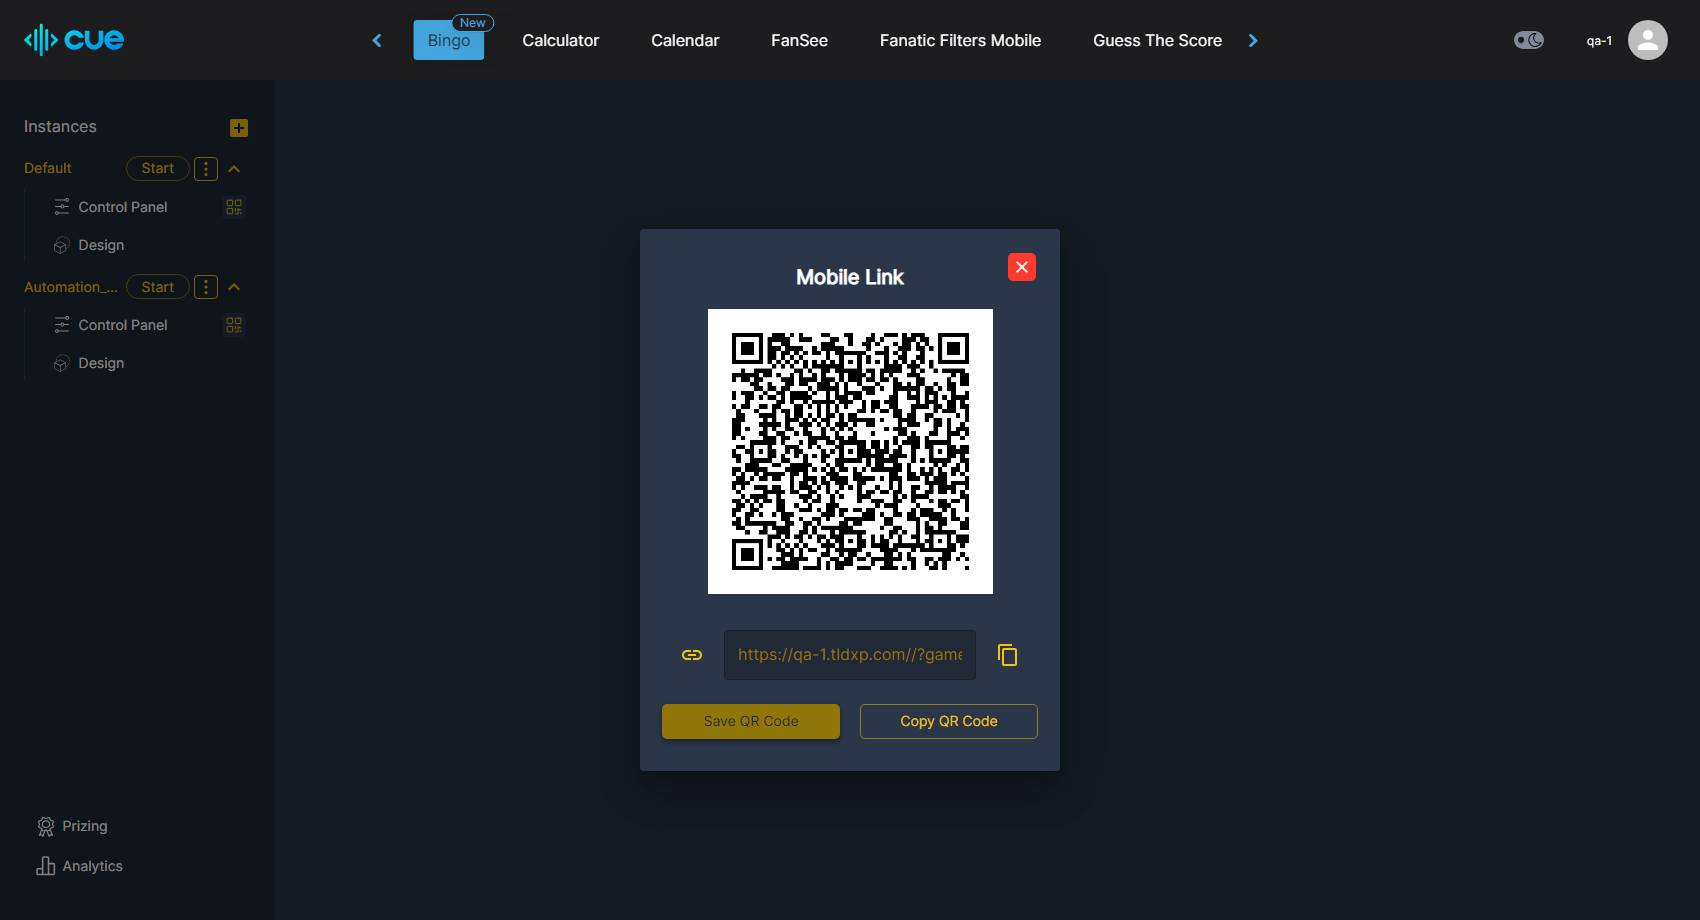 cue
New
Bingo Calculator Calendar FanSee Fanatic Filters Mobile Guess The Score
qa-1
Instances
Default Start
Control Panel
Design
Automation_... Start
Control Panel
Design
Prizing
Analytics
Mobile Link
https://qa-1.tldxp.com//?game
Save QR Code Copy QR Code